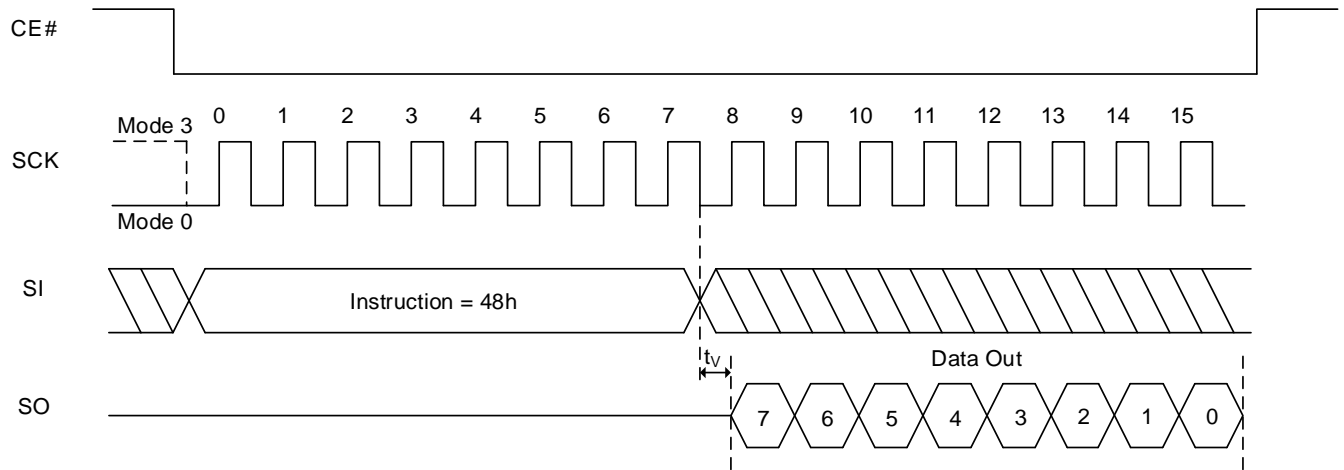 CE#
0 1 2 3 4 5 6 7 8 9 10 11 12 13 14 15
Mode 3
SCK
Mode 0
SI
Instruction = 48h
tV
Data Out
SO
7 6 5 4 3 2 1 0